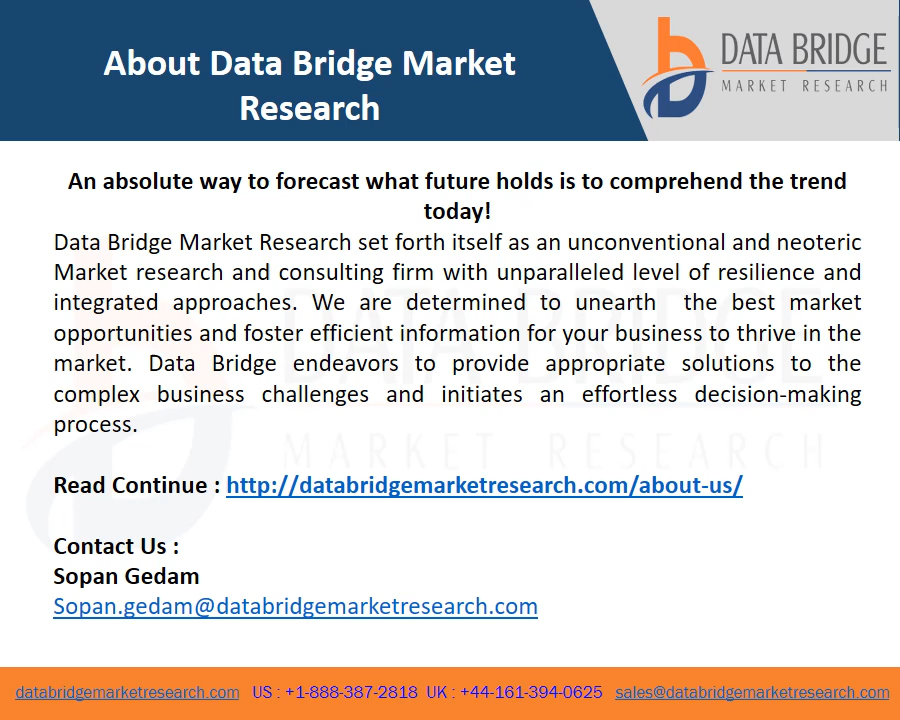 About Data Bridge Market
Research
DATA BRIDGE
MARKET RESEARCH
An absolute way to forecast what future holds is to comprehend the trend
today!
Data Bridge Market Research set forth itself as an unconventional and neoteric
Market research and consulting firm with unparalleled level of resilience and
integrated approaches. We are determined to unearth the best market
opportunities and foster efficient information for your business to thrive in the
market. Data Bridge endeavors to provide appropriate solutions to the
complex business challenges and initiates an effortless decision-making
process.
DATA BRIDGE
MARKET RESEARCH
Read Continue : http://databridgemarketresearch.com/about-us/
Contact Us :
Sopan Gedam
Sopan.gedam@databridgemarketresearch.com
databridgemarketresearch.com US : +1-888-387-2818 UK : +44-161-394-0625 sales@databridgemarketresearch.com